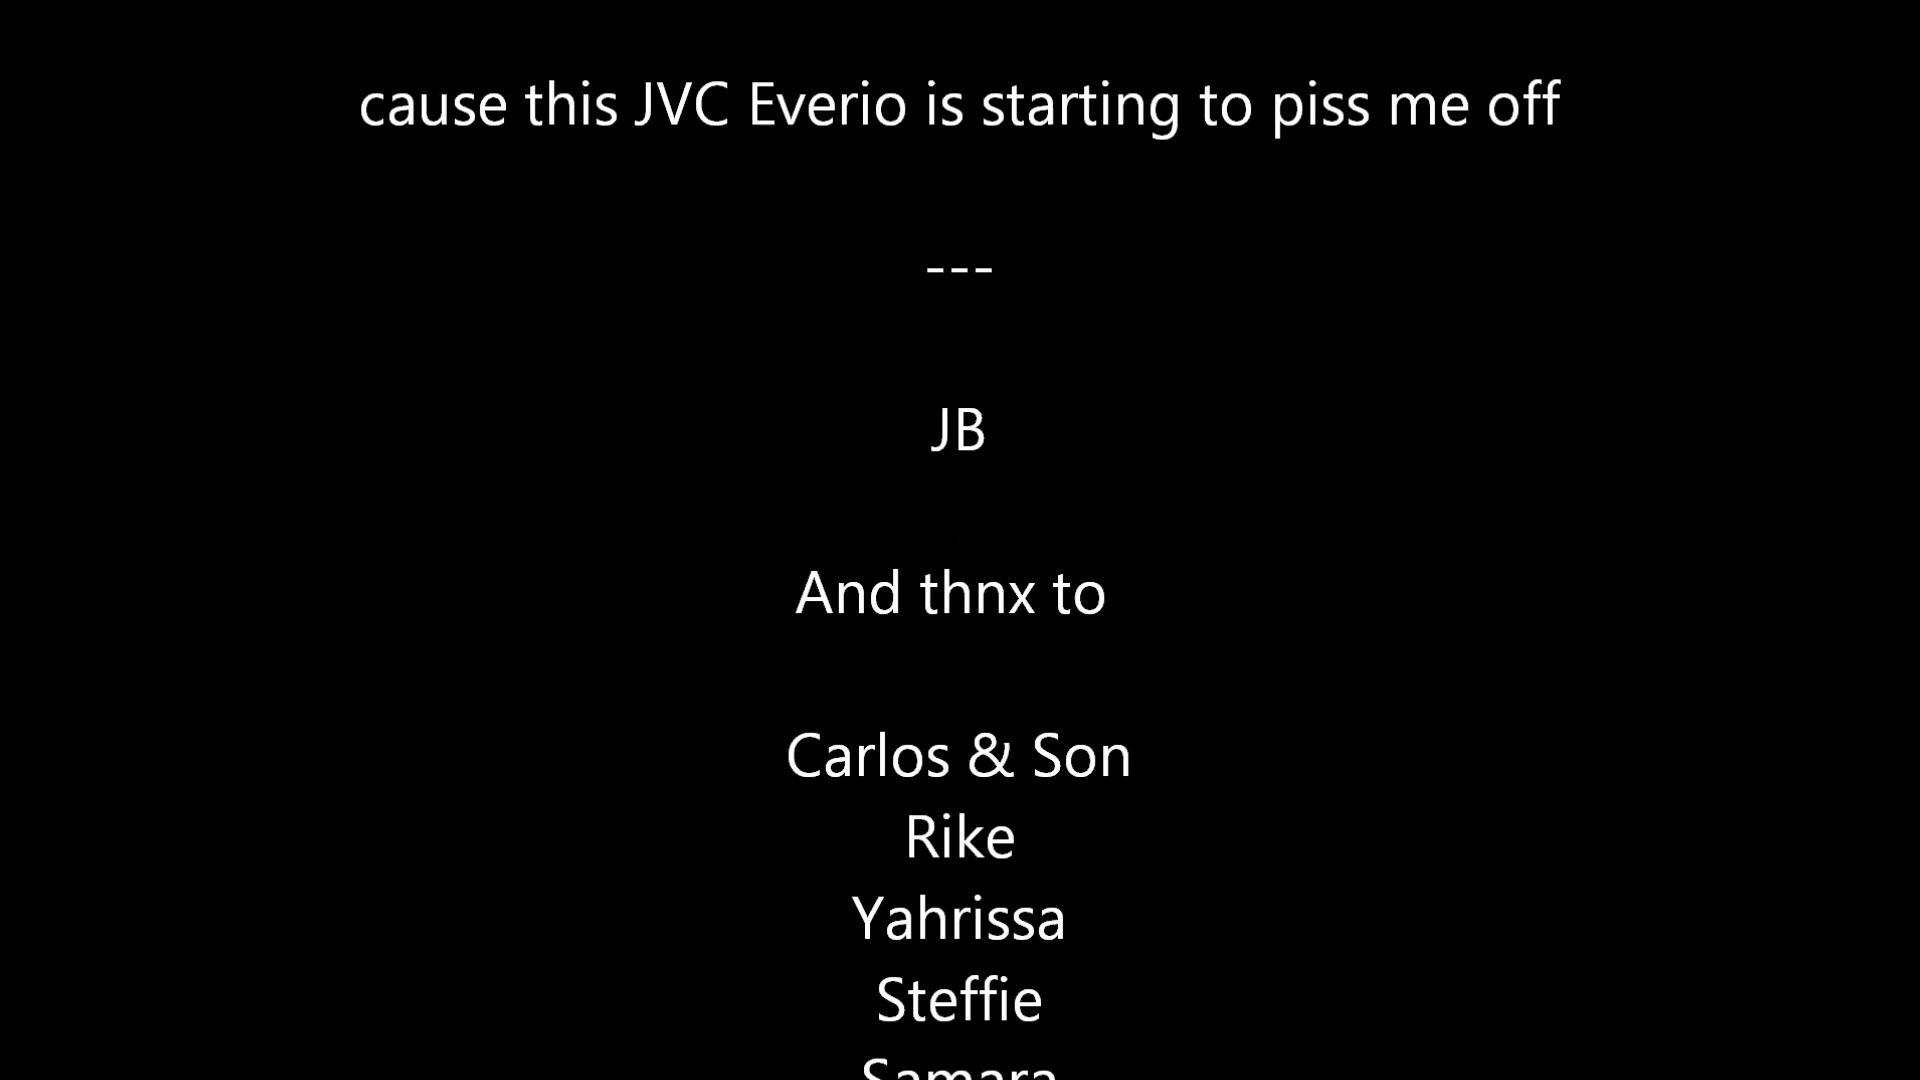 cause this JVC Everio is starting to piss me off
---
JB
And thnx to
Carlos & Son
Rike
Yahrissa
Steffie
Samara